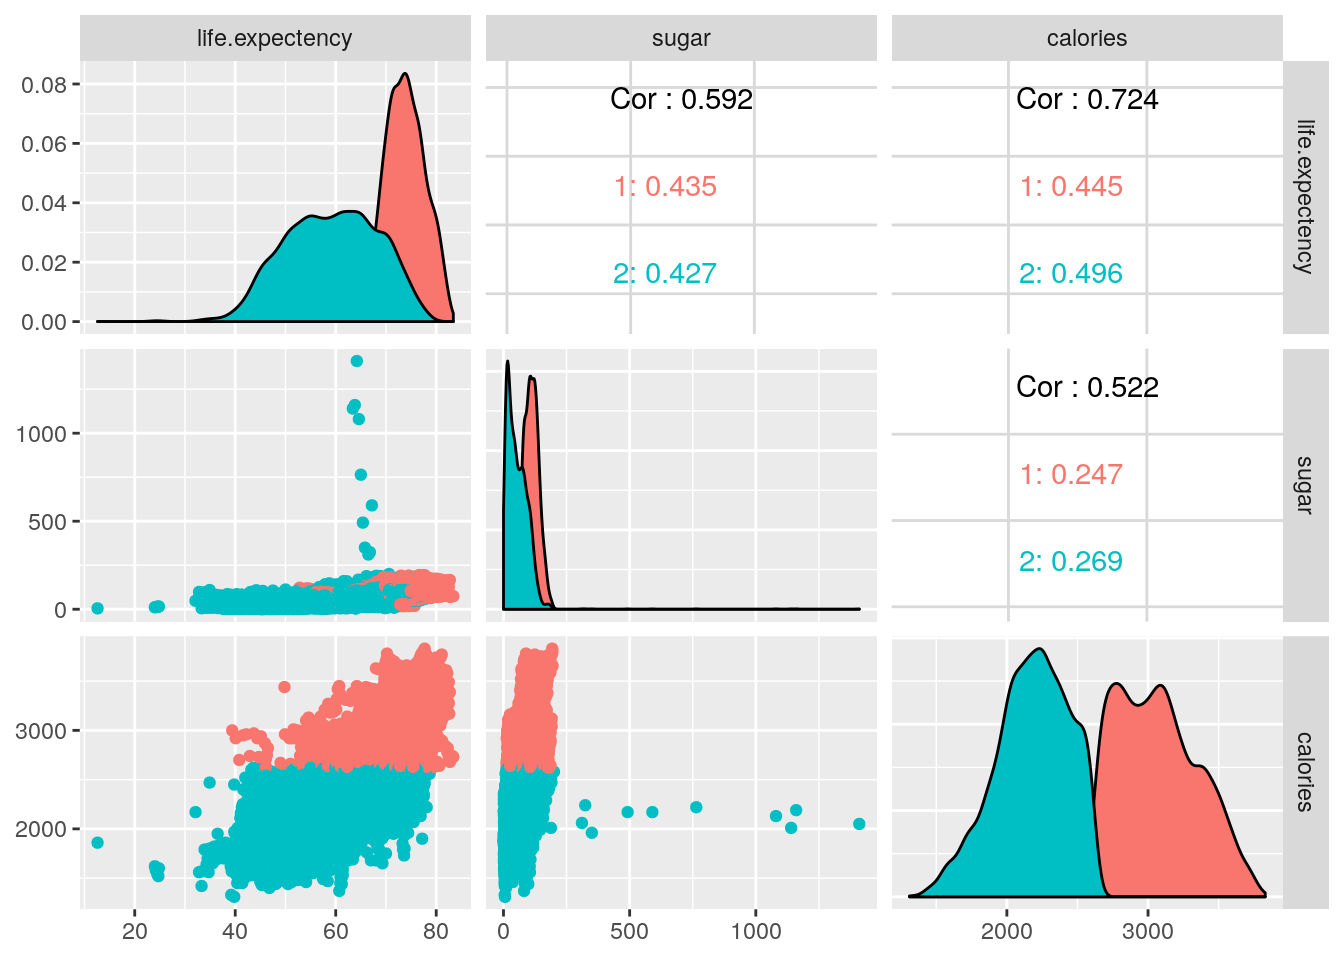 life.expectency
sugar
calories
0.08
0.06
0.04
0.02
0.00
Cor : 0.592
1: 0.435
2: 0.427
Cor : 0.724
1: 0.445
2: 0.496
life.expectency
1000
500
0
Cor : 0.522
1: 0.247
2: 0.269
sugar
3000
2000
calories
20
40
60
80
0
500
1000
2000
3000